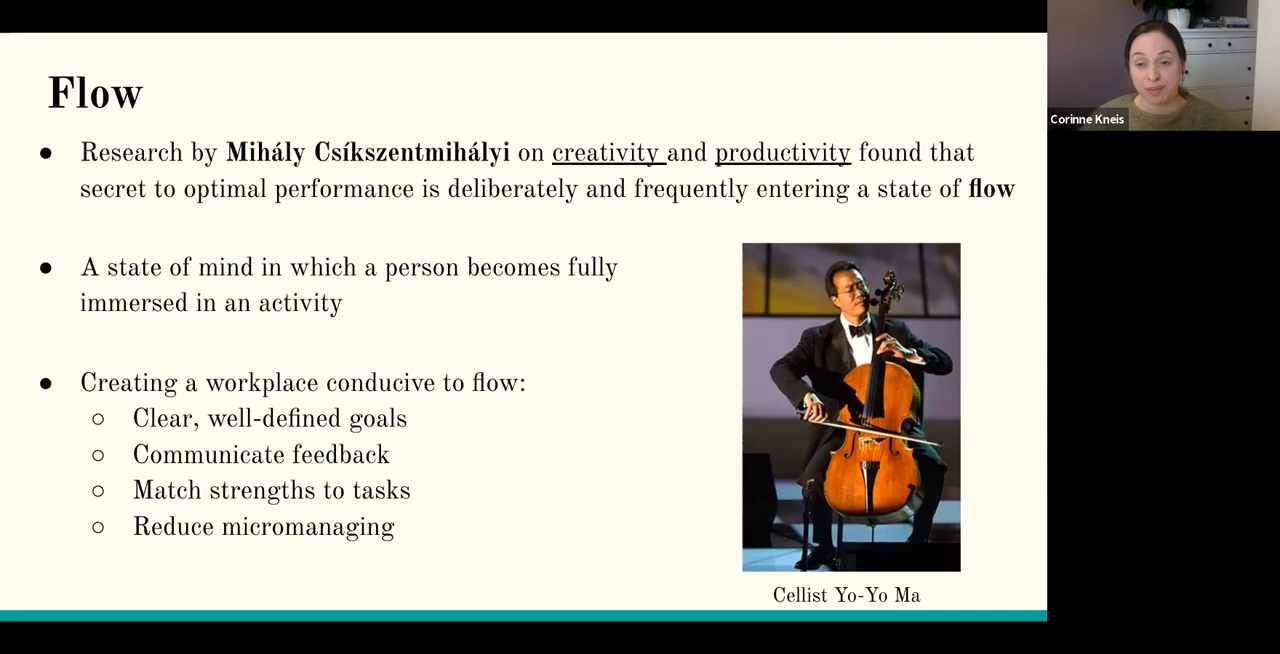 Flow
● Research by Mihály Csíkszentmihályi on creativity and productivity found that
secret to optimal performance is deliberately and frequently entering a state of flow
● A state of mind in which a person becomes fully
immersed in an activity
● Creating a workplace conducive to flow:
○ Clear, well-defined goals
○ Communicate feedback
○ Match strengths to tasks
○ Reduce micromanaging
Cellist Yo-Yo Ma
Corinne Kneis